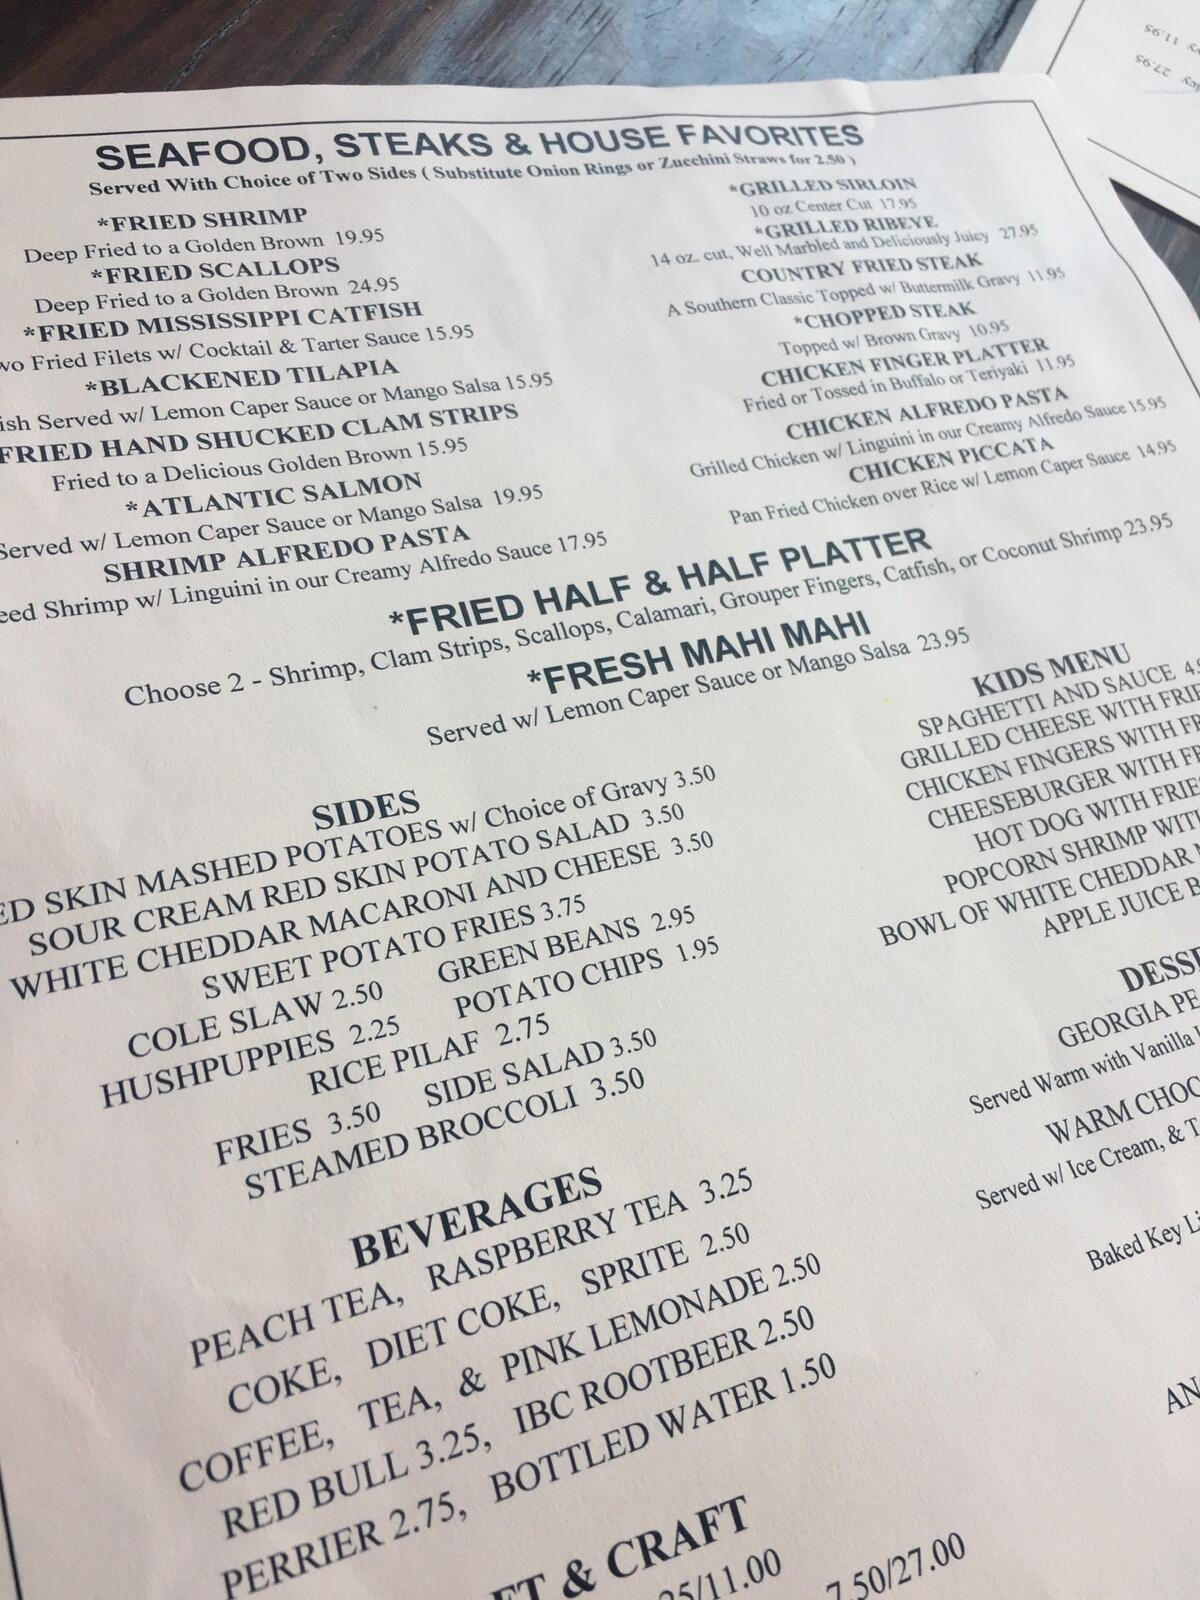 SEAFOOD, STEAKS & HOUSE FAVORITES
Served With Choice of Two Sides ( Substitute Onion Rings or Zucchini Straws for 2.50 )
*FRIED SHRIMP
Deep Fried to a Golden Brown 19.95
*FRIED SCALLOPS
Deep Fried to a Golden Brown 24.95
*FRIED MISSISSIPPI CATFISH
Fried Filets w/ Cocktail & Tarter Sauce 15.95
*BLACKENED TILAPIA
Served w/ Lemon Caper Sauce or Mango Salsa 15.95
FRIED HAND SHUCKED CLAM STRIPS
Fried to a Delicious Golden Brown 15.95
*ATLANTIC SALMON
Served w/ Lemon Caper Sauce or Mango Salsa 19.95
SHRIMP ALFREDO PASTA
Shrimp w/ Linguini in our Creamy Alfredo Sauce 17.95
*GRILLED SIRLOIN
10 oz Center Cut 17.95
*GRILLED RIBEYE
14 oz. cut, Well Marbled and Deliciously Juicy 27.95
COUNTRY FRIED STEAK
A Southern Classic Topped w/ Buttermilk Gravy 11.95
*CHOPPED STEAK
Topped w/ Brown Gravy 10.95
CHICKEN FINGER PLATTER
Fried or Tossed in Buffalo or Teriyaki 11.95
CHICKEN ALFREDO PASTA
Grilled Chicken w/ Linguini in our Creamy Alfredo Sauce 15.95
CHICKEN PICCATA
Pan Fried Chicken over Rice w/ Lemon Caper Sauce 14.95
*FRIED HALF & HALF PLATTER
Choose 2 - Shrimp, Clam Strips, Scallops, Calamari, Grouper Fingers, Catfish, or Coconut Shrimp 23.95
*FRESH MAHI MAHI
Served w/ Lemon Caper Sauce or Mango Salsa 23.95
SIDES
SKIN MASHED POTATOES w/ Choice of Gravy 3.50
SOUR CREAM RED SKIN POTATO SALAD 3.50
WHITE CHEDDAR MACARONI AND CHEESE 3.50
SWEET POTATO FRIES 3.75
COLE SLAW 2.50 GREEN BEANS 2.95
HUSHPUPPIES 2.25 POTATO CHIPS 1.95
RICE PILAF 2.75
FRIES 3.50 SIDE SALAD 3.50
STEAMED BROCCOLI 3.50
BEVERAGES
PEACH TEA, RASPBERRY TEA 3.25
COKE, DIET COKE, SPRITE 2.50
COFFEE, TEA, & PINK LEMONADE 2.50
RED BULL 3.25, IBC ROOTBEER 2.50
PERRIER 2.75, BOTTLED WATER 1.50
& CRAFT
/11.00
7.50/27.00
KIDS MENU
SPAGHETTI AND SAUCE
GRILLED CHEESE WITH
CHICKEN FINGERS WITH
CHEESEBURGER WITH
HOT DOG WITH FRIES
POPCORN SHRIMP WITH
BOWL OF WHITE CHEDDAR
APPLE JUICE
GEORGIA
Served Warm with Vanilla
WARM
Served w/ Ice Cream, &
Baked Key
11.95
27.95